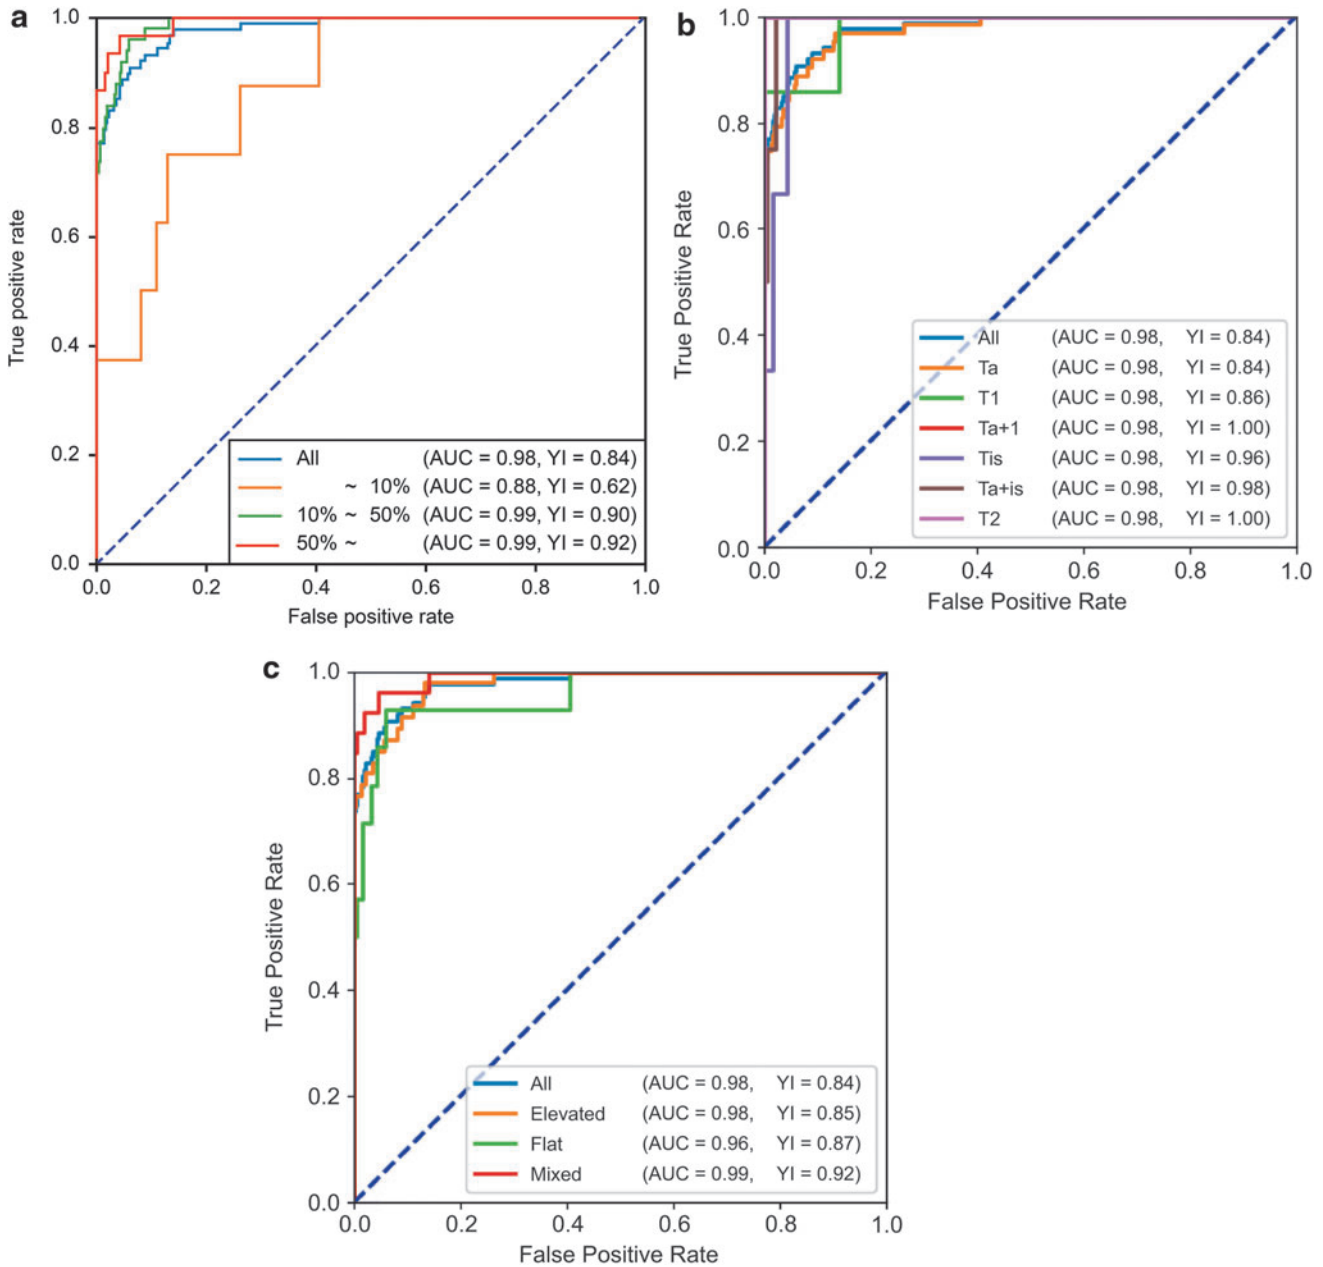 a
1.0
0.8
0.6
0.4
0.2
0.0
True positive rate
All (AUC = 0.98, YI = 0.84)
~ 10% (AUC = 0.88, YI = 0.62)
10% ~ 50% (AUC = 0.99, YI = 0.90)
50% ~ (AUC = 0.99, YI = 0.92)
0.0 0.2 0.4 0.6 0.8 1.0
False positive rate
b
1.0
0.8
0.6
0.4
0.2
0.0
True Positive Rate
All (AUC = 0.98, YI = 0.84)
Ta (AUC = 0.98, YI = 0.84)
T1 (AUC = 0.98, YI = 0.86)
Ta+1 (AUC = 0.98, YI = 1.00)
Tis (AUC = 0.98, YI = 0.96)
Ta+is (AUC = 0.98, YI = 0.98)
T2 (AUC = 0.98, YI = 1.00)
0.0 0.2 0.4 0.6 0.8 1.0
False Positive Rate
c
1.0
0.8
0.6
0.4
0.2
0.0
True Positive Rate
All (AUC = 0.98, YI = 0.84)
Elevated (AUC = 0.98, YI = 0.85)
Flat (AUC = 0.96, YI = 0.87)
Mixed (AUC = 0.99, YI = 0.92)
0.0 0.2 0.4 0.6 0.8 1.0
False Positive Rate